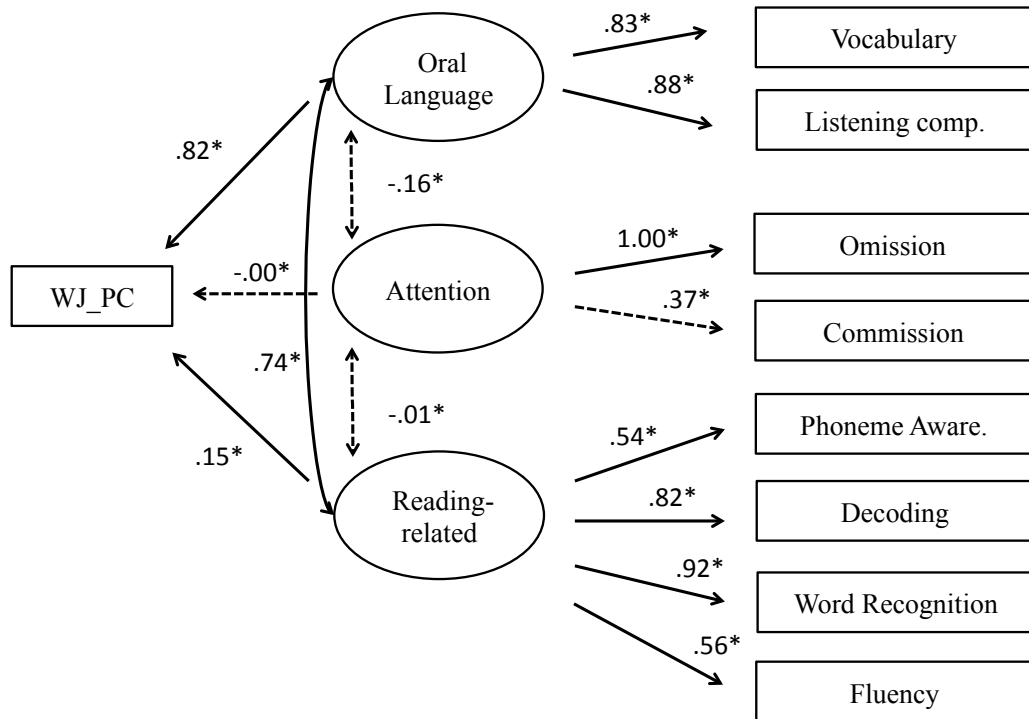 .83*
Vocabulary
Oral
Language
.88*
Listening comp.
.82*
-.16*
1.00*
Omission
-.00*
WJ_PC
Attention
.37*
Commission
.74*
-.01*
.54*
Phoneme Aware.
.15*
Reading-
related
.82*
Decoding
.92*
Word Recognition
.56*
Fluency